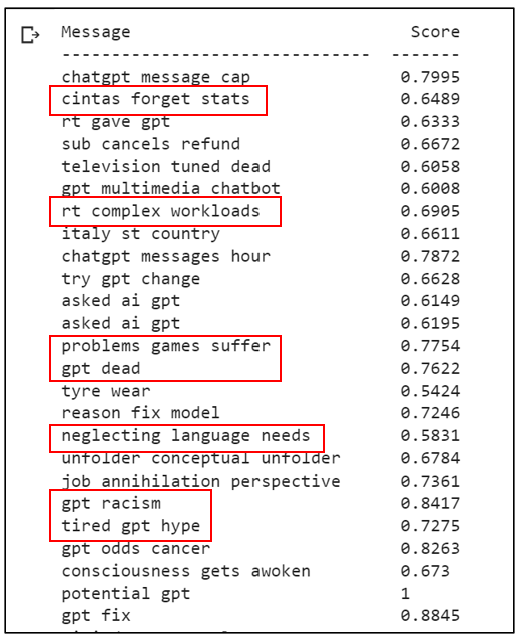 Message Score
------------------------------- -------
chatgpt message cap 0.7995
cintas forget stats 0.6489
rt gave gpt 0.6333
sub cancels refund 0.6672
television tuned dead 0.6058
gpt multimedia chatbot 0.6008
rt complex workloads 0.6905
italy st country 0.6611
chatgpt messages hour 0.7872
try gpt change 0.6628
asked ai gpt 0.6149
asked ai gpt 0.6195
problems games suffer 0.7754
gpt dead 0.7622
tyre wear 0.5424
reason fix model 0.7246
neglecting language needs 0.5831
unfolder conceptual unfolder 0.6784
job annihilation perspective 0.7361
gpt racism 0.8417
tired gpt hype 0.7275
gpt odds cancer 0.8263
consciousness gets awoken 0.673
potential gpt 1
gpt fix 0.8845